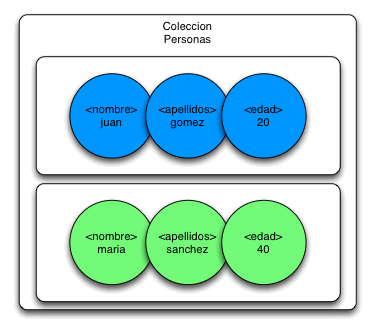 Coleccion
Personas
<nombre> <apellidos> <edad>
juan gomez 20
<nombre> <apellidos> <edad>
maria sanchez 40